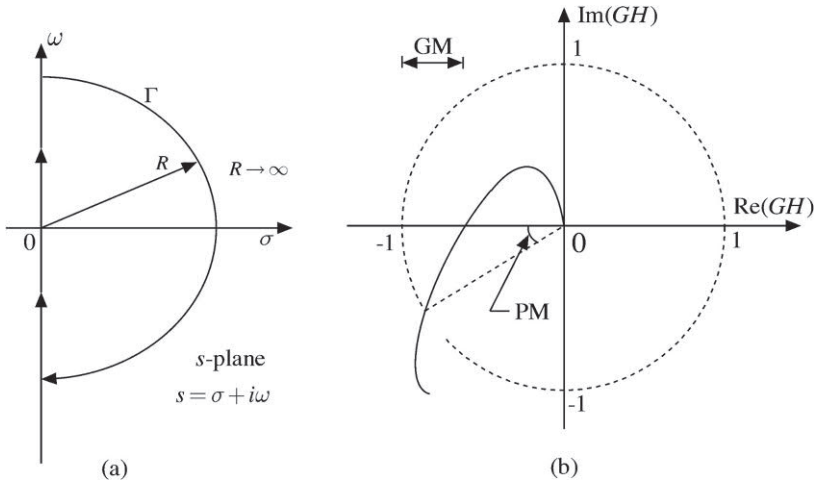 ω
Γ
R
R → ∞
0
σ
s-plane
s = σ + iω
(a)
Im(GH)
1
GM
Re(GH)
-1
0
1
PM
-1
(b)